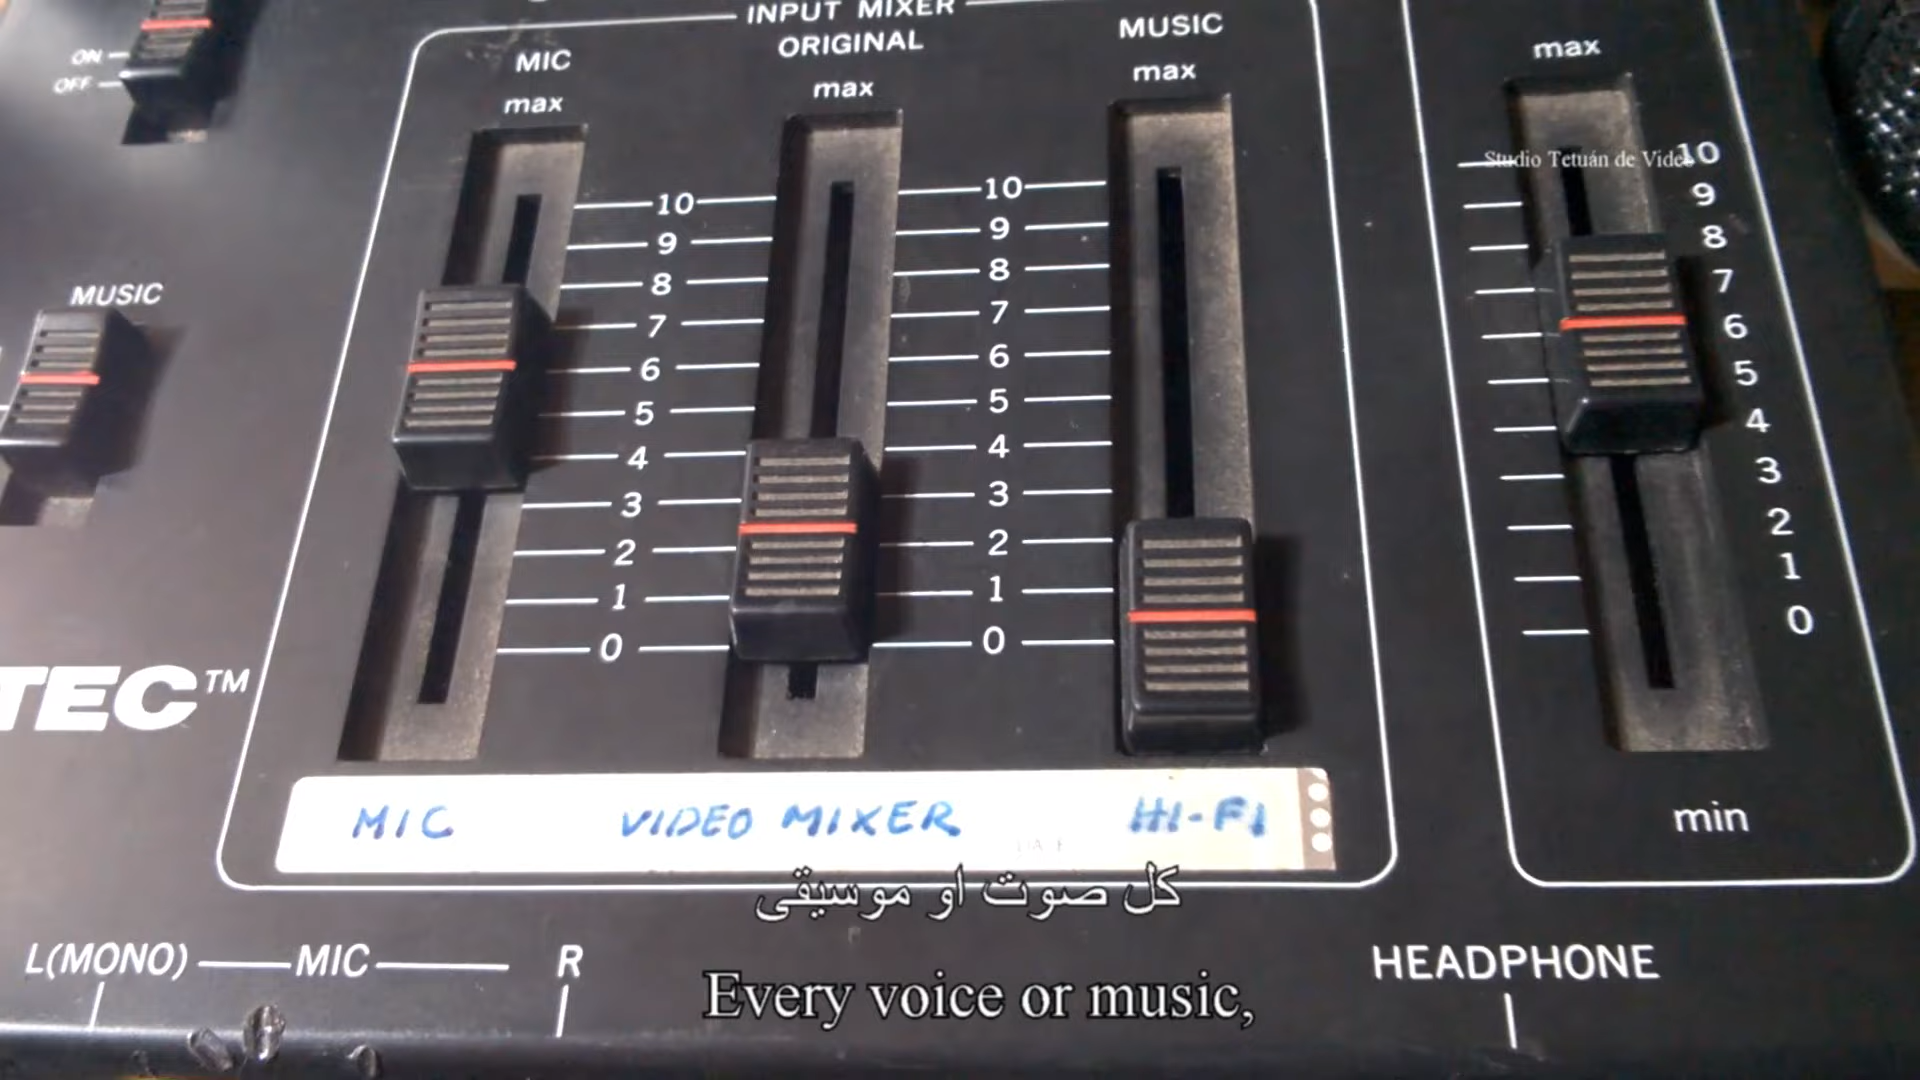 INPUT MIXER
ON
OFF
MIC
ORIGINAL
MUSIC
max
max
max
max
Studio Tetuán de Video
MUSIC
10
9
8
7
6
5
4
3
2
1
0
10
9
8
7
6
5
4
3
2
1
0
10
9
8
7
6
5
4
3
2
1
0
TEC™
min
MIC VIDEO MIXER HI-FI
كل صوت او موسيقى
L(MONO) MIC R
HEADPHONE
Every voice or music,